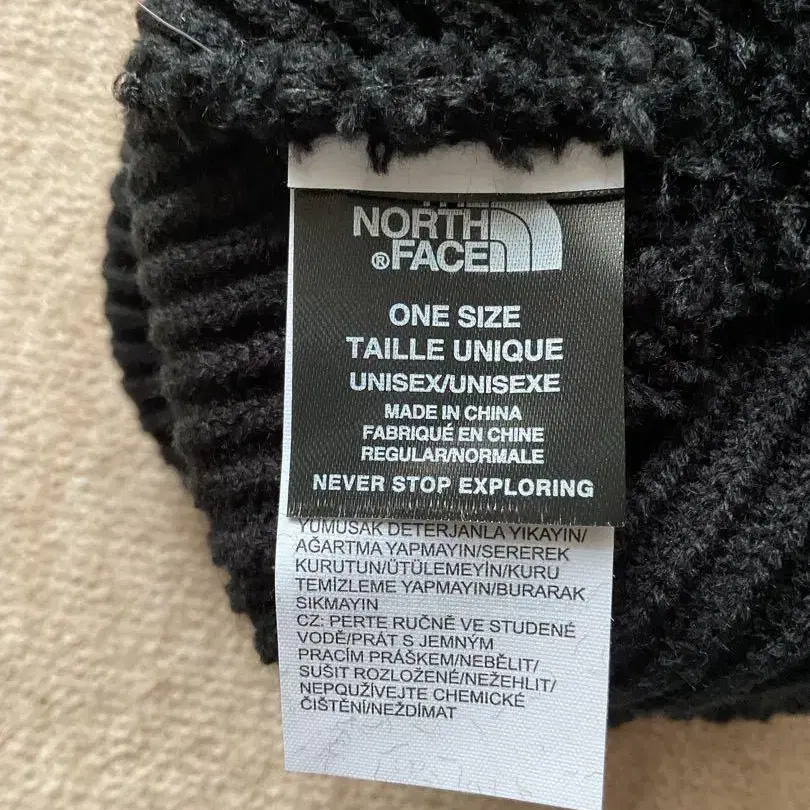 THE
NORTH
®FACE
ONE SIZE
TAILLE UNIQUE
UNISEX/UNISEXE
MADE IN CHINA
FABRIQUÉ EN CHINE
REGULAR/NORMALE
NEVER STOP EXPLORING
YUMUSAK DETERJANLA YIKAYIN/
AĞARTMA YAPMAYIN/SEREREK
KURUTUN/ÜTÜLEMEYİN/KURU
TEMİZLEME YAPMAYIN/BURARAK
SIKMAYIN
CZ: PERTE RUČNĚ VE STUDENÉ
VODĚ/PRÁT S JEMNÝM
PRACÍM PRÁŠKEM/NEBĚLIT/
SUŠIT ROZLOŽENÉ/NEŽEHLIT/
NEPOUŽÍVEJTE CHEMICKÉ
ČIŠTĚNÍ/NEŽDÍMAT